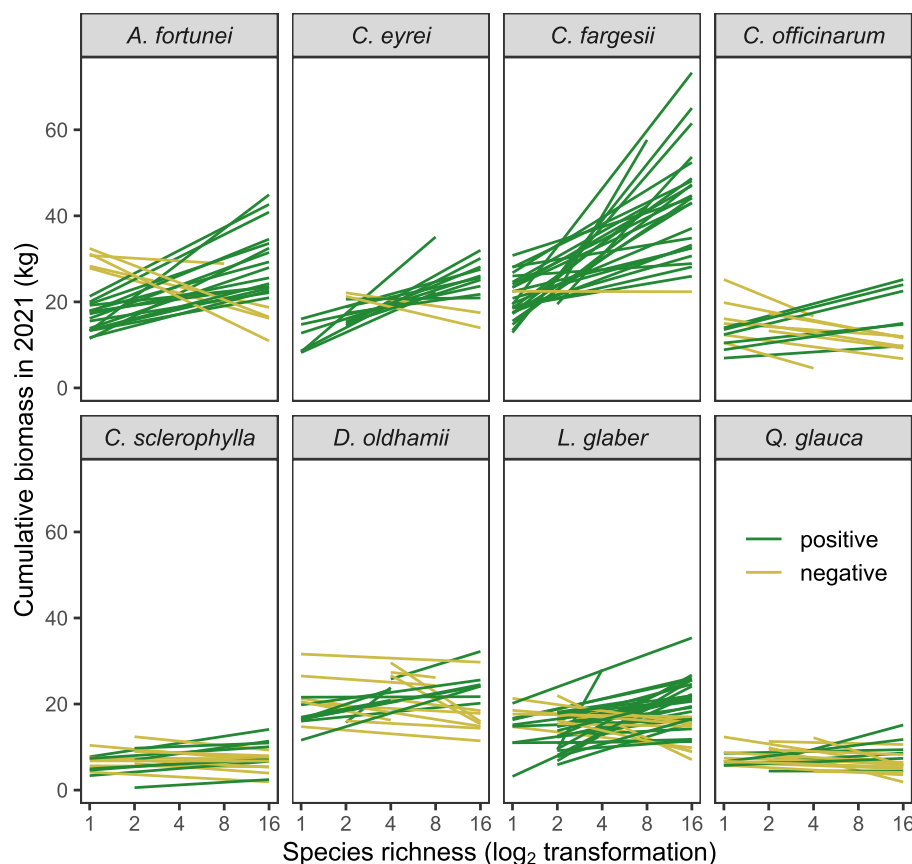 A. fortunei
C. eyrei
C. fargesii
C. officinarum
60
40
20
0
C. sclerophylla
D. oldhamii
L. glaber
Q. glauca
60
40
20
0
positive
negative
1 2 4 8 16
1 2 4 8 16
1 2 4 8 16
1 2 4 8 16
Cumulative biomass in 2021 (kg)
Species richness (log₂ transformation)